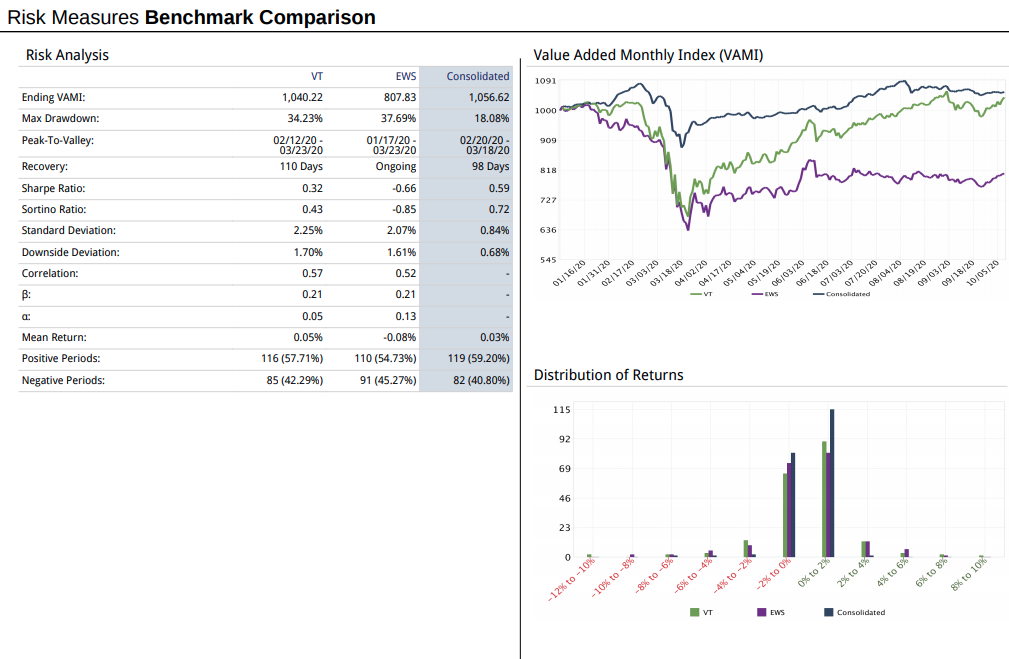 Risk Measures Benchmark Comparison
Risk Analysis
VT EWS Consolidated
Ending VAMI: 1,040.22 807.83 1,056.62
Max Drawdown: 34.23% 37.69% 18.08%
Peak-To-Valley: 02/12/20 - 01/17/20 - 02/20/20 -
03/23/20 03/23/20 03/18/20
Recovery: 110 Days Ongoing 98 Days
Sharpe Ratio: 0.32 -0.66 0.59
Sortino Ratio: 0.43 -0.85 0.72
Standard Deviation: 2.25% 2.07% 0.84%
Downside Deviation: 1.70% 1.61% 0.68%
Correlation: 0.57 0.52 -
β: 0.21 0.21 -
α: 0.05 0.13 -
Mean Return: 0.05% -0.08% 0.03%
Positive Periods: 116 (57.71%) 110 (54.73%) 119 (59.20%)
Negative Periods: 85 (42.29%) 91 (45.27%) 82 (40.80%)
Value Added Monthly Index (VAMI)
1091
1000
909
818
727
636
545
01/16/20 01/31/20 02/17/20 03/03/20 03/18/20 04/02/20 04/17/20 05/04/20 05/19/20 06/03/20 06/18/20 07/03/20 07/20/20 08/04/20 08/19/20 09/03/20 09/18/20 10/05/20
VT EWS Consolidated
Distribution of Returns
115
92
69
46
23
0
-12% to -10% -10% to -8% -8% to -6% -6% to -4% -4% to -2% -2% to 0% 0% to 2% 2% to 4% 4% to 6% 6% to 8% 8% to 10%
VT EWS Consolidated